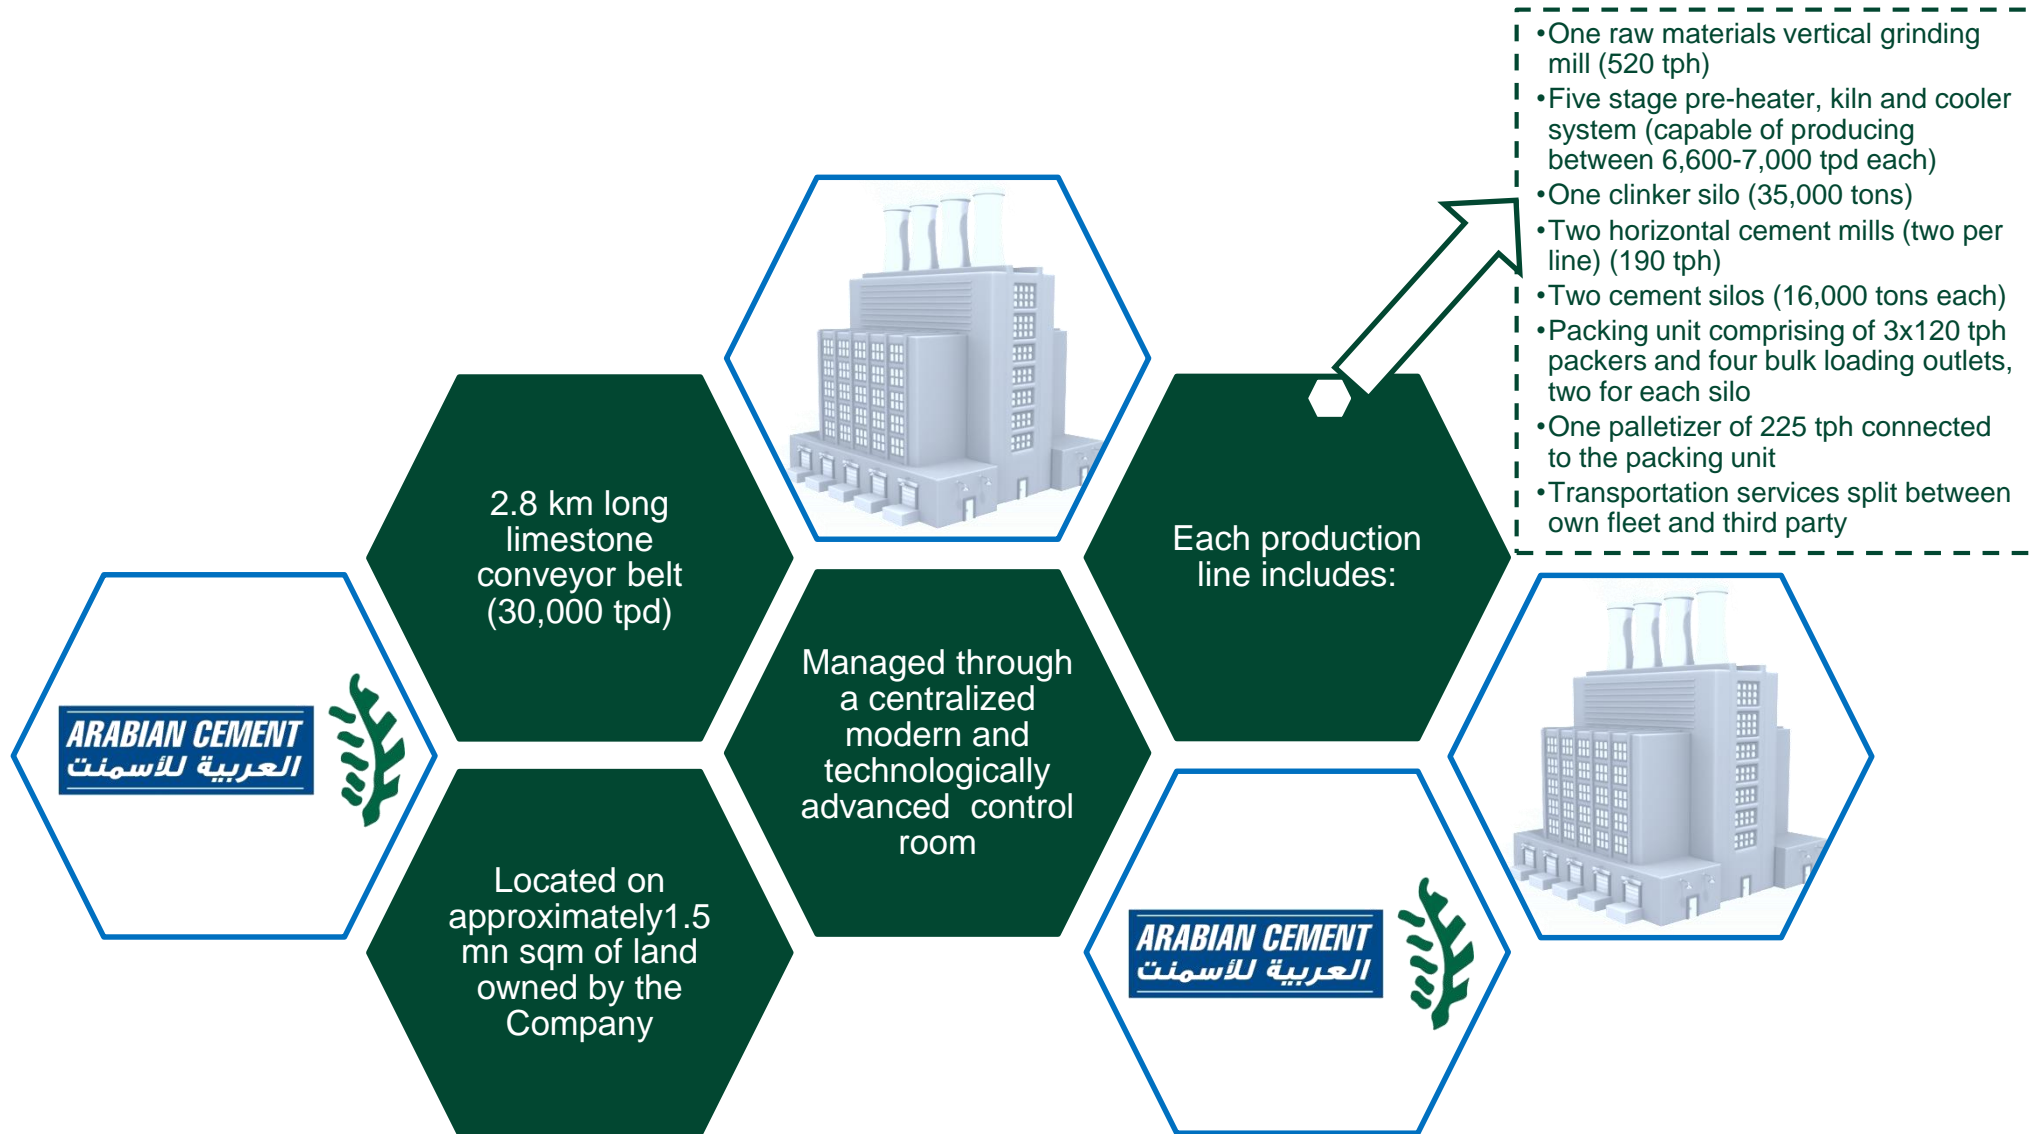 •One raw materials vertical grinding
mill (520 tph)
•Five stage pre-heater, kiln and cooler
system (capable of producing
between 6,600-7,000 tpd each)
•One clinker silo (35,000 tons)
•Two horizontal cement mills (two per
line) (190 tph)
•Two cement silos (16,000 tons each)
•Packing unit comprising of 3x120 tph
packers and four bulk loading outlets,
two for each silo
•One palletizer of 225 tph connected
to the packing unit
•Transportation services split between
own fleet and third party
2.8 km long
limestone
conveyor belt
(30,000 tpd)
Each production
line includes:
Managed through
a centralized
modern and
technologically
advanced  control
room
ARABIAN CEMENT
العربية للأسمنت
Located on
approximately1.5
mn sqm of land
owned by the
Company
ARABIAN CEMENT
العربية للأسمنت